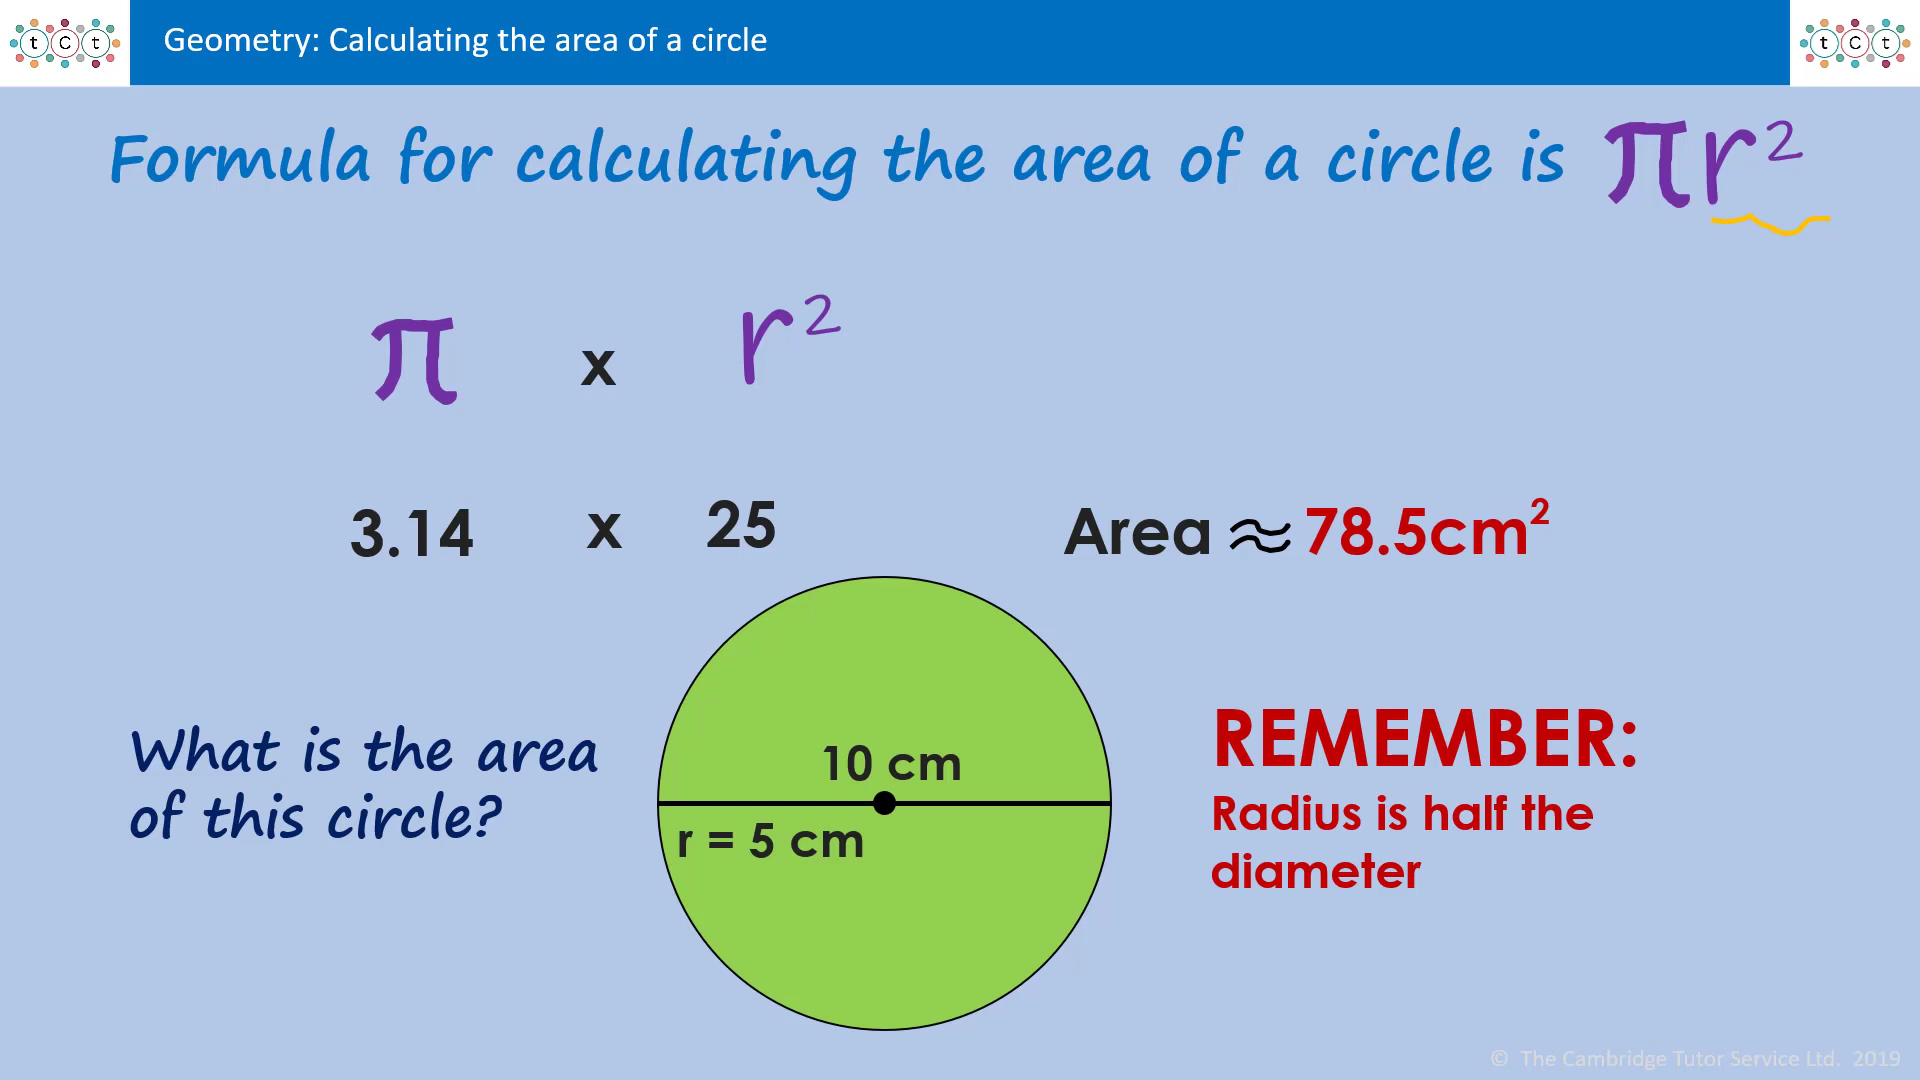 t C t
Geometry: Calculating the area of a circle
t C t
Formula for calculating the area of a circle is πr²
π x r²
3.14 x 25
Area ≈ 78.5cm²
What is the area
of this circle?
10 cm
r = 5 cm
REMEMBER:
Radius is half the
diameter
© The Cambridge Tutor Service Ltd. 2019